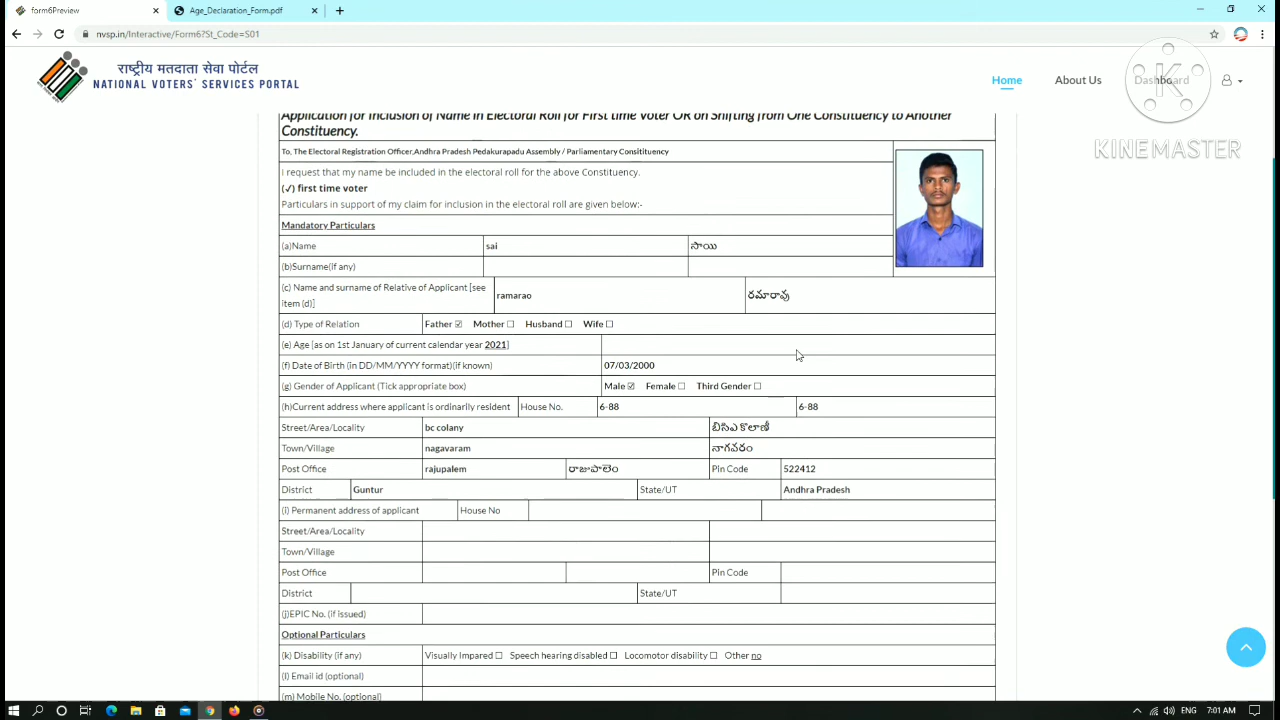 form6Preview
Age_Declaration_Form.pdf
nvsp.in/Interactive/Form6?St_Code=S01
राष्ट्रीय मतदाता सेवा पोर्टल
NATIONAL VOTERS' SERVICES PORTAL
Home About Us Dashboard
K
KINEMASTER
Application for Inclusion of Name in Electoral Roll for First time Voter OR on Shifting from One Constituency to Another
Constituency.
To, The Electoral Registration Officer,Andhra Pradesh Pedakurapadu Assembly / Parliamentary Consitituency
I request that my name be included in the electoral roll for the above Constituency.
(✓) first time voter
Particulars in support of my claim for inclusion in the electoral roll are given below:-
Mandatory Particulars
(a)Name sai సాయి
(b)Surname(if any)
(c) Name and surname of Relative of Applicant [see
item (d)] ramarao రమారావు
(d) Type of Relation Father ☑ Mother ☐ Husband ☐ Wife ☐
(e) Age [as on 1st January of current calendar year 2021]
(f) Date of Birth (in DD/MM/YYYY format)(if known) 07/03/2000
(g) Gender of Applicant (Tick appropriate box) Male ☑ Female ☐ Third Gender ☐
(h)Current address where applicant is ordinarily resident House No. 6-88 6-88
Street/Area/Locality bc colany బిసిఎ కొలాణీ
Town/Village nagavaram నాగవరం
Post Office rajupalem రాజుపాలెం Pin Code 522412
District Guntur State/UT Andhra Pradesh
(i) Permanent address of applicant House No
Street/Area/Locality
Town/Village
Post Office Pin Code
District State/UT
(j)EPIC No. (if issued)
Optional Particulars
(k) Disability (if any) Visually Impared ☐ Speech hearing disabled ☐ Locomotor disability ☐ Other no
(l) Email id (optional)
(m) Mobile No. (optional)
ENG 7:01 AM